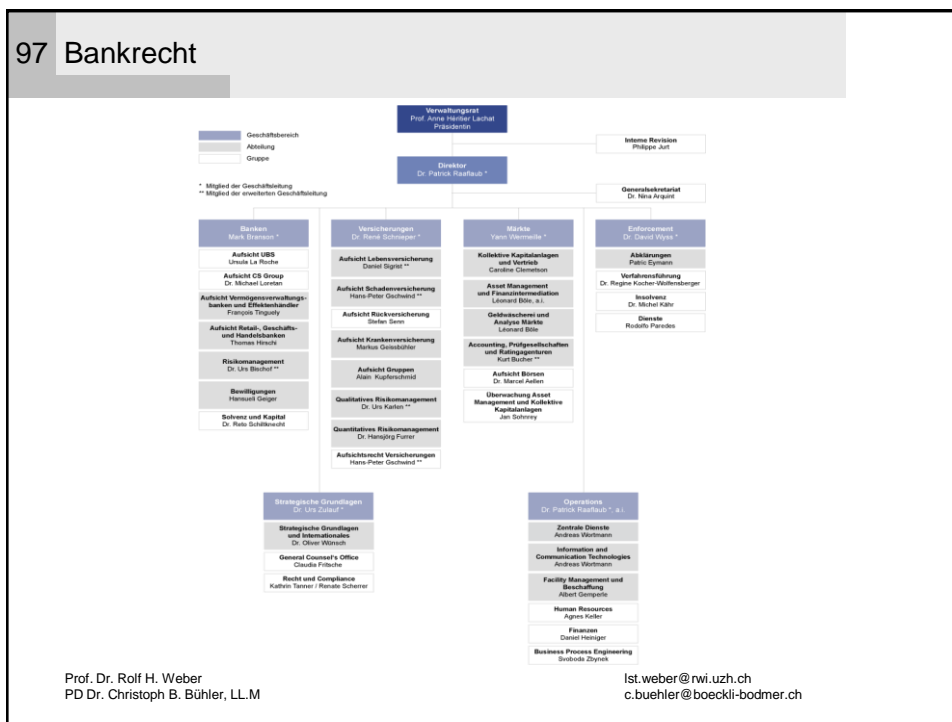 97 Bankrecht
Verwaltungsrat
Prof. Anne Héritier Lachat
Präsidentin
Geschäftsbereich
Abteilung
Gruppe
Interne Revision
Philippe Jurt
Direktor
Dr. Patrick Raaflaub *
* Mitglied der Geschäftsleitung
** Mitglied der erweiterten Geschäftsleitung
Generalsekretariat
Dr. Nina Arquint
Banken
Mark Branson *
Aufsicht UBS
Ursula La Roche
Aufsicht CS Group
Dr. Michael Loretan
Aufsicht Vermögensverwaltungs-
banken und Effektenhändler
François Tinguely
Aufsicht Retail-, Geschäfts-
und Handelsbanken
Thomas Hirschi
Risikomanagement
Dr. Urs Bischof **
Bewilligungen
Hansueli Geiger
Solvenz und Kapital
Dr. Reto Schiltknecht
Versicherungen
Dr. René Schnieper *
Aufsicht Lebensversicherung
Daniel Sigrist **
Aufsicht Schadenversicherung
Hans-Peter Gschwind **
Aufsicht Rückversicherung
Stefan Senn
Aufsicht Krankenversicherung
Markus Geissbühler
Aufsicht Gruppen
Alain Kupferschmid
Qualitatives Risikomanagement
Dr. Urs Karlen **
Quantitatives Risikomanagement
Dr. Hansjörg Furrer
Aufsichtsrecht Versicherungen
Hans-Peter Gschwind **
Märkte
Yann Wermeille *
Kollektive Kapitalanlagen
und Vertrieb
Caroline Clemetson
Asset Management
und Finanzintermediation
Léonard Bôle, a.i.
Geldwäscherei und
Analyse Märkte
Léonard Bôle
Accounting, Prüfgesellschaften
und Ratingagenturen
Kurt Bucher **
Aufsicht Börsen
Dr. Marcel Aellen
Überwachung Asset
Management und Kollektive
Kapitalanlagen
Jan Sohnrey
Enforcement
Dr. David Wyss *
Abklärungen
Patric Eymann
Verfahrensführung
Dr. Regine Kocher-Wolfensberger
Insolvenz
Dr. Michel Kähr
Dienste
Rodolfo Paredes
Strategische Grundlagen
Dr. Urs Zulauf *
Strategische Grundlagen
und Internationales
Dr. Oliver Wünsch
General Counsel's Office
Claudia Fritsche
Recht und Compliance
Kathrin Tanner / Renate Scherrer
Operations
Dr. Patrick Raaflaub *, a.i.
Zentrale Dienste
Andreas Wortmann
Information and
Communication Technologies
Andreas Wortmann
Facility Management und
Beschaffung
Albert Gemperle
Human Resources
Agnes Keller
Finanzen
Daniel Heiniger
Business Process Engineering
Svoboda Zbynek
Prof. Dr. Rolf H. Weber
PD Dr. Christoph B. Bühler, LL.M
lst.weber@rwi.uzh.ch
c.buehler@boeckli-bodmer.ch